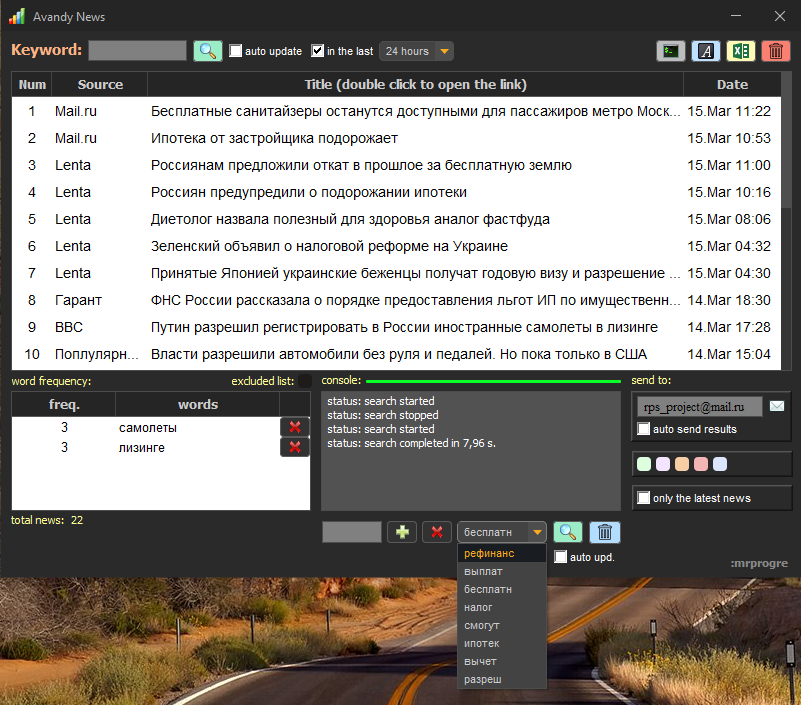 Avandy News
Keyword: auto update in the last 24 hours
Num Source Title (double click to open the link) Date
1 Mail.ru Бесплатные санитайзеры останутся доступными для пассажиров метро Моск... 15.Mar 11:22
2 Mail.ru Ипотека от застройщика подорожает 15.Mar 10:53
3 Lenta Россиянам предложили откат в прошлое за бесплатную землю 15.Mar 11:00
4 Lenta Россиян предупредили о подорожании ипотеки 15.Mar 10:16
5 Lenta Диетолог назвала полезный для здоровья аналог фастфуда 15.Mar 08:06
6 Lenta Зеленский объявил о налоговой реформе на Украине 15.Mar 04:32
7 Lenta Принятые Японией украинские беженцы получат годовую визу и разрешение ... 15.Mar 04:30
8 Гарант ФНС России рассказала о порядке предоставления льгот ИП по имуществен... 14.Mar 18:30
9 BBC Путин разрешил регистрировать в России иностранные самолеты в лизинге 14.Mar 17:28
10 Поплулярн... Власти разрешили автомобили без руля и педалей. Но пока только в США 14.Mar 15:04
word frequency: excluded list: console: send to:
freq. words
3 самолеты
3 лизинге
total news: 22
status: search started
status: search stopped
status: search started
status: search completed in 7,96 s.
rps_project@mail.ru
auto send results
only the latest news
бесплатн
рефинанс
выплат
бесплатн
налог
смогут
ипотек
вычет
разреш
auto upd.
:mrprogre